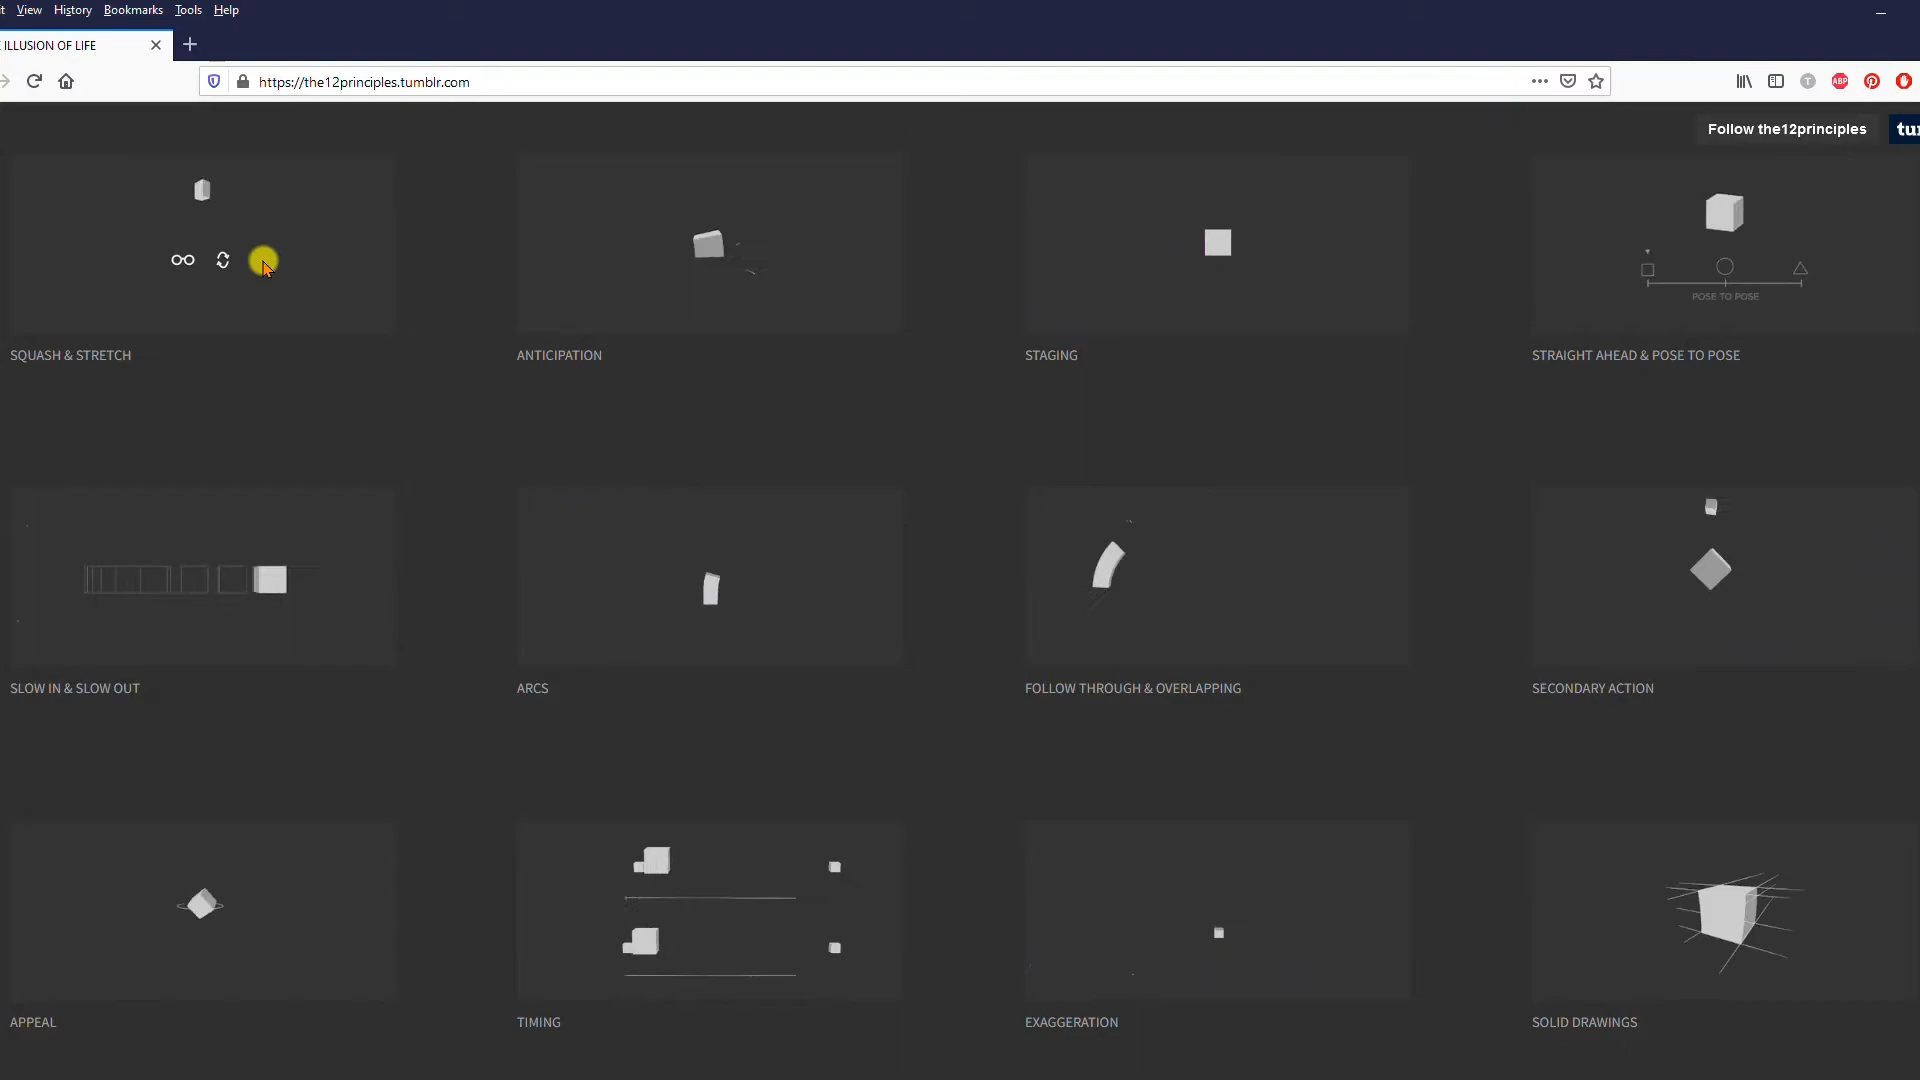 View History Bookmarks Tools Help
ILLUSION OF LIFE
https://the12principles.tumblr.com
ABP
Follow the12principles
POSE TO POSE
SQUASH & STRETCH
ANTICIPATION
STAGING
STRAIGHT AHEAD & POSE TO POSE
SLOW IN & SLOW OUT
ARCS
FOLLOW THROUGH & OVERLAPPING
SECONDARY ACTION
APPEAL
TIMING
EXAGGERATION
SOLID DRAWINGS